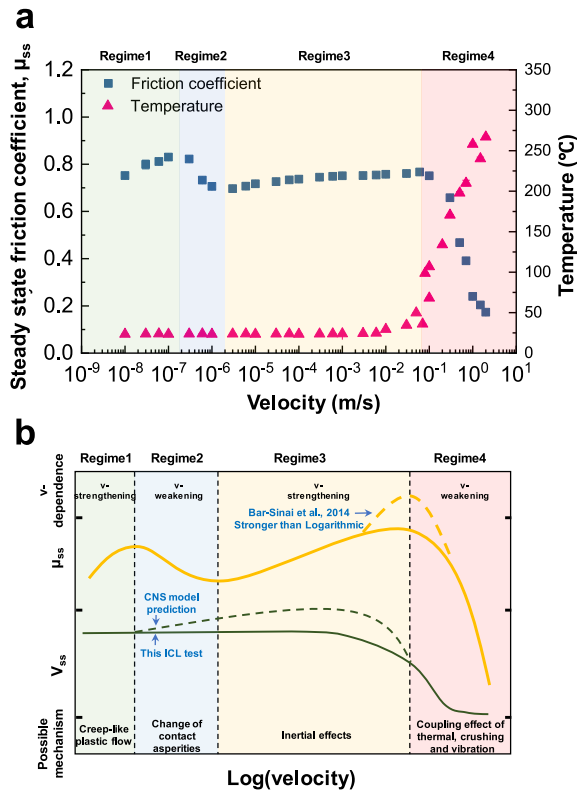 a
Regime1 Regime2 Regime3 Regime4
Steady state friction coefficient, μss
1.2
1.0
0.8
0.6
0.4
0.2
0.0
Friction coefficient
Temperature
350
300
250
200
150
100
50
0
Temperature (℃)
10-9 10-8 10-7 10-6 10-5 10-4 10-3 10-2 10-1 100 101
Velocity (m/s)
b
Regime1 Regime2 Regime3 Regime4
v-
dependence
v-
strengthening
v-
weakening
v-
strengthening
v-
weakening
Bar-Sinai et al., 2014
Stronger than Logarithmic
μss
CNS model
prediction
This ICL test
Vss
Possible
mechanism
Creep-like
plastic flow
Change of
contact
asperities
Inertial effects
Coupling effect
of thermal, crushing
and vibration
Log(velocity)